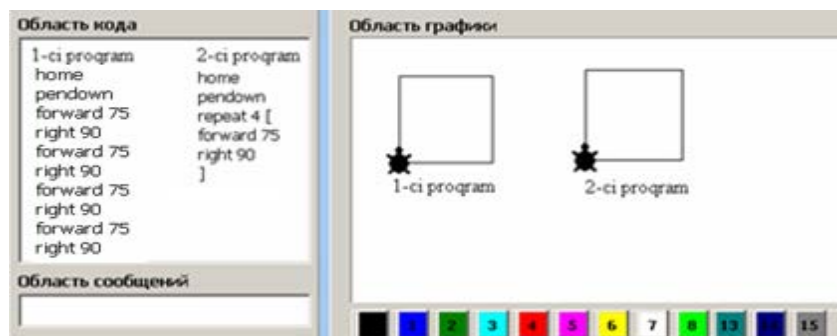 Область кода
1-ci proqram
home
pendown
forward 75
right 90
forward 75
right 90
forward 75
right 90
forward 75
right 90
2-ci proqram
home
pendown
repeat 4 [
forward 75
right 90
]
Область сообщений
Область графики
1-ci proqram
2-ci proqram
1 2 3 4 5 6 7 8 13 15